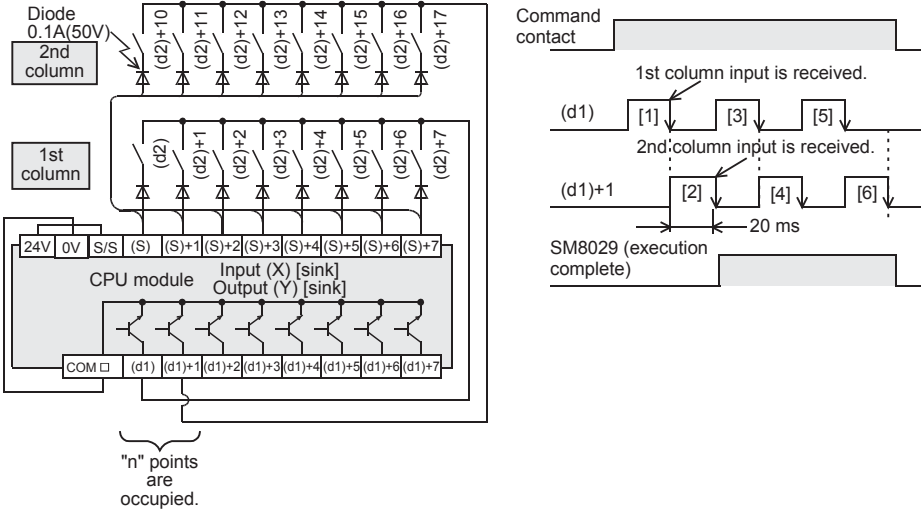 Diode
0.1A(50V)
2nd
column
(d2)+10
(d2)+11
(d2)+12
(d2)+13
(d2)+14
(d2)+15
(d2)+16
(d2)+17
1st
column
(d2)
(d2)+1
(d2)+2
(d2)+3
(d2)+4
(d2)+5
(d2)+6
(d2)+7
24V 0V S/S (S) (S)+1 (S)+2 (S)+3 (S)+4 (S)+5 (S)+6 (S)+7
CPU module
Input (X) [sink]
Output (Y) [sink]
COM □ (d1) (d1)+1 (d1)+2 (d1)+3 (d1)+4 (d1)+5 (d1)+6 (d1)+7
"n" points
are
occupied.
Command
contact
1st column input is received.
(d1) [1] [3] [5]
2nd column input is received.
(d1)+1 [2] [4] [6]
20 ms
SM8029 (execution
complete)